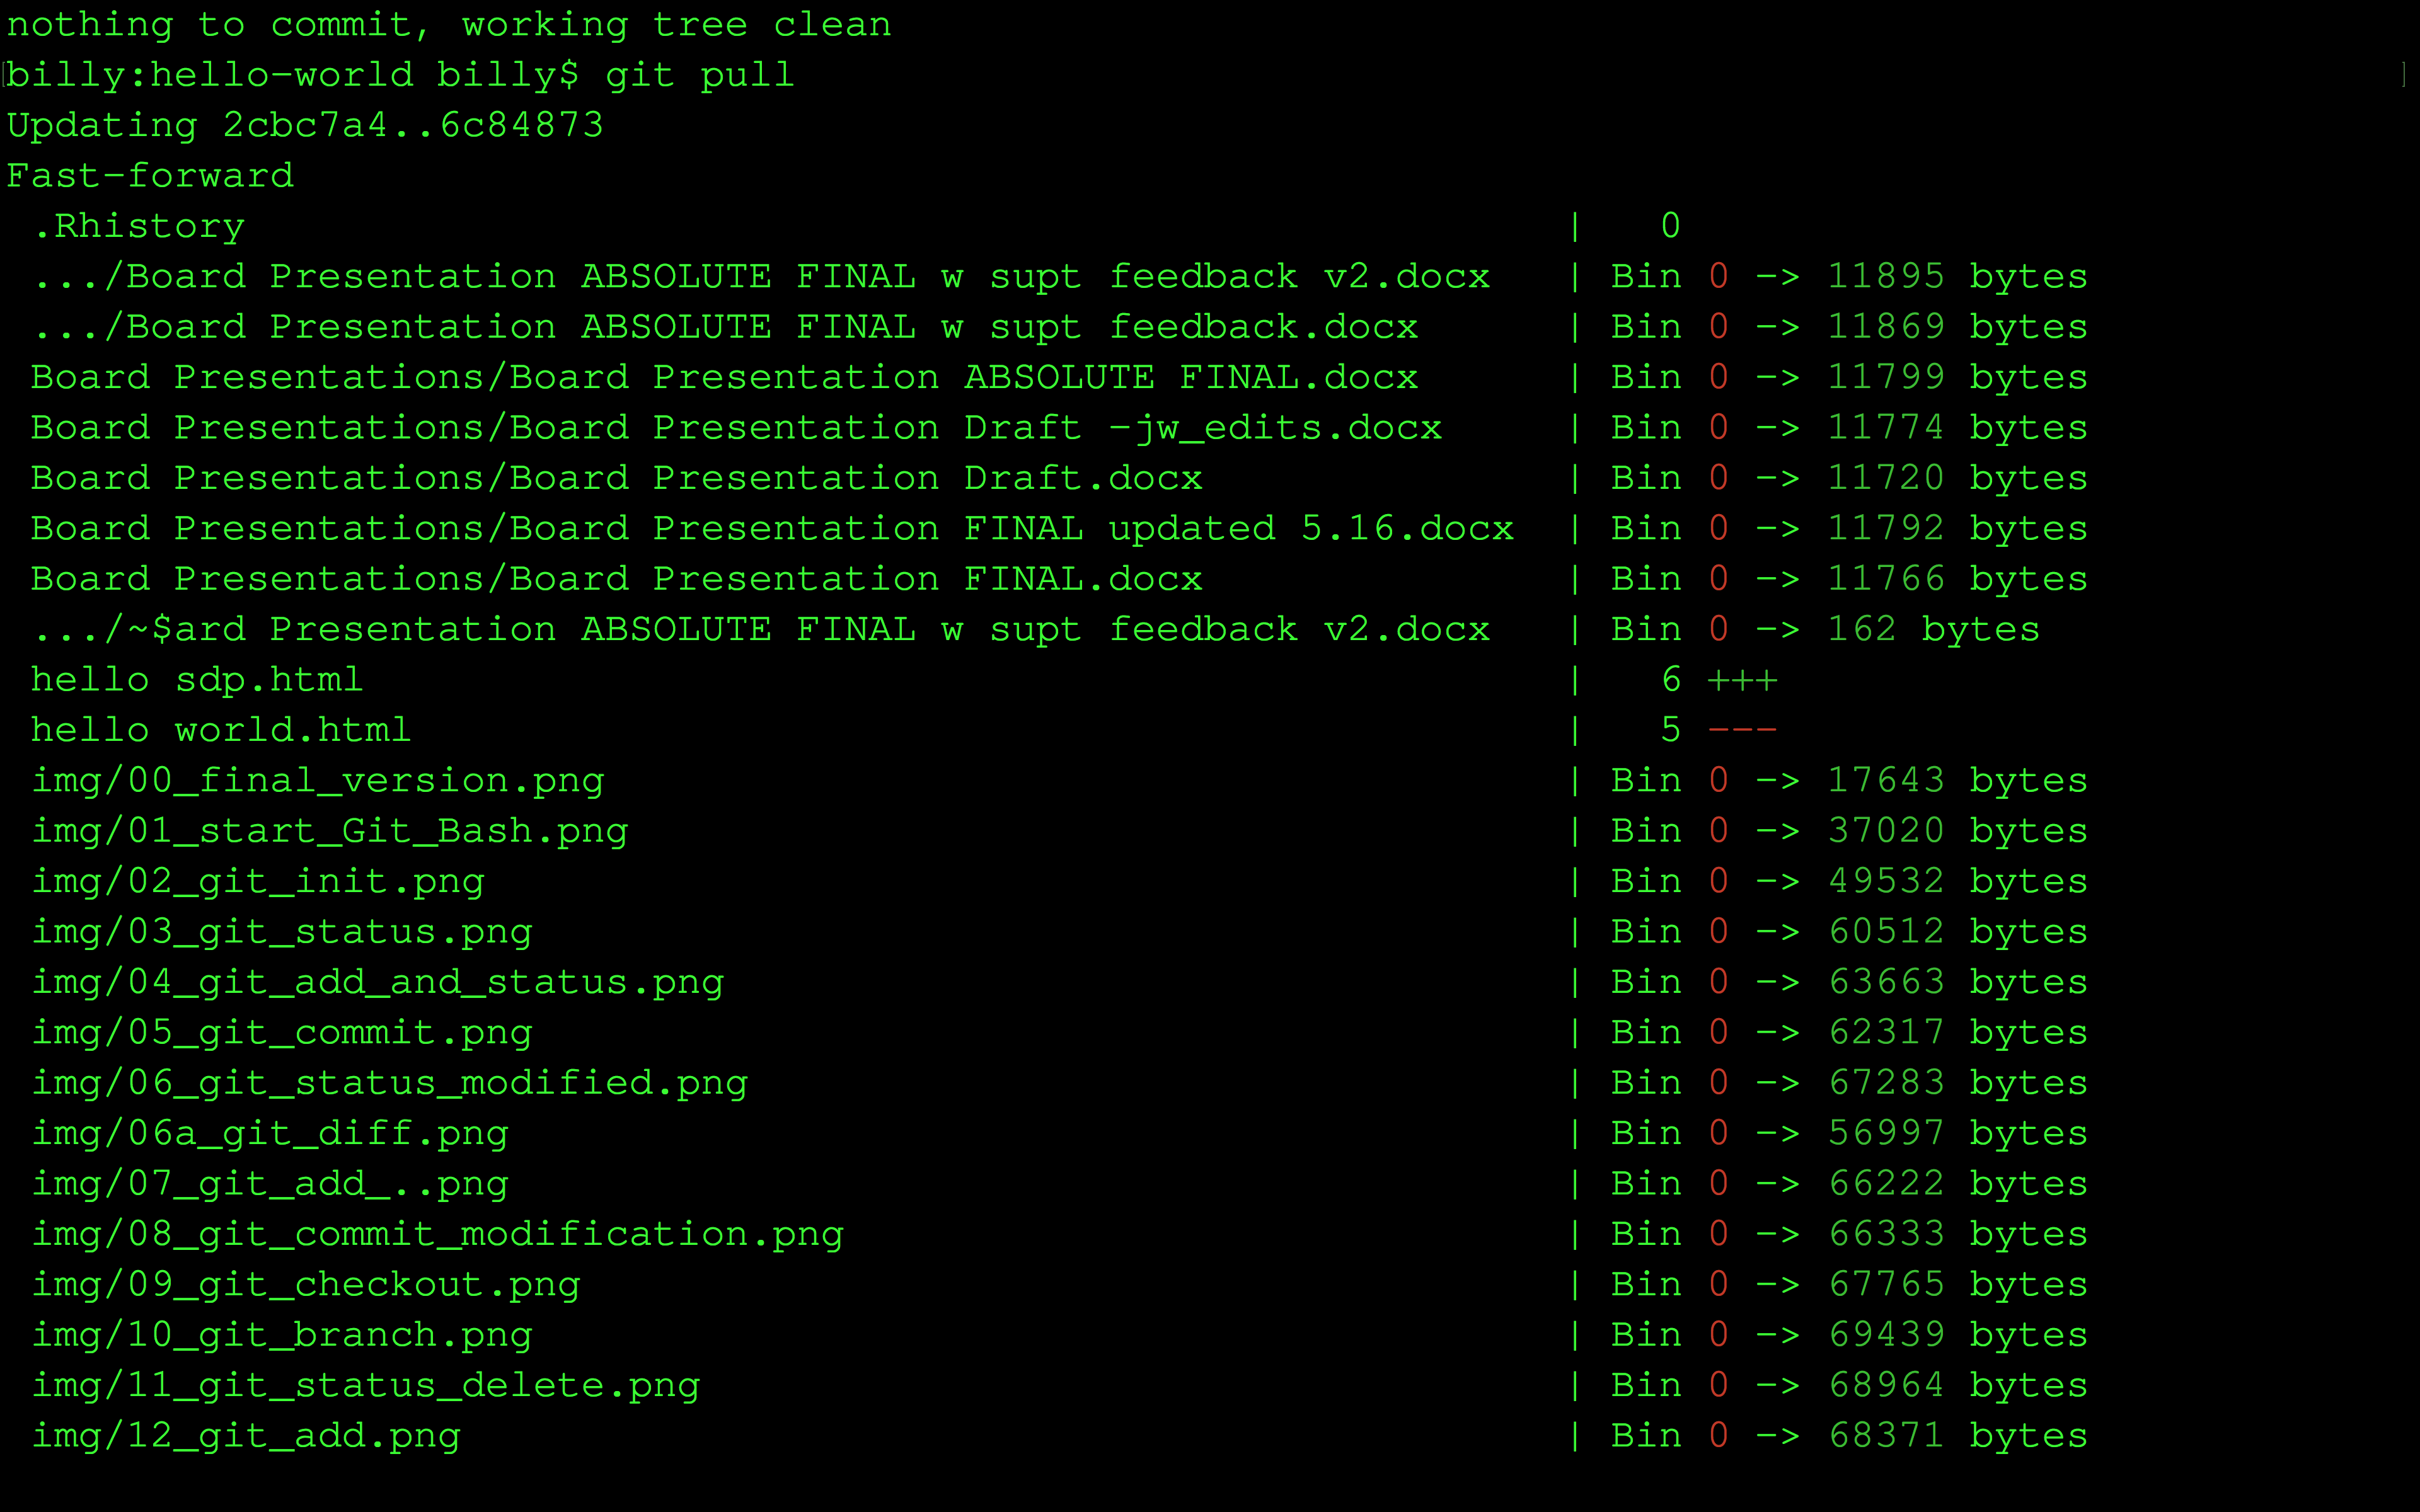 nothing to commit, working tree clean
[billy:hello-world billy$ git pull ]
Updating 2cbc7a4..6c84873
Fast-forward
 .Rhistory | 0
 .../Board Presentation ABSOLUTE FINAL w supt feedback v2.docx | Bin 0 -> 11895 bytes
 .../Board Presentation ABSOLUTE FINAL w supt feedback.docx | Bin 0 -> 11869 bytes
 Board Presentations/Board Presentation ABSOLUTE FINAL.docx | Bin 0 -> 11799 bytes
 Board Presentations/Board Presentation Draft -jw_edits.docx | Bin 0 -> 11774 bytes
 Board Presentations/Board Presentation Draft.docx | Bin 0 -> 11720 bytes
 Board Presentations/Board Presentation FINAL updated 5.16.docx | Bin 0 -> 11792 bytes
 Board Presentations/Board Presentation FINAL.docx | Bin 0 -> 11766 bytes
 .../~$ard Presentation ABSOLUTE FINAL w supt feedback v2.docx | Bin 0 -> 162 bytes
 hello sdp.html | 6 +++
 hello world.html | 5 ---
 img/00_final_version.png | Bin 0 -> 17643 bytes
 img/01_start_Git_Bash.png | Bin 0 -> 37020 bytes
 img/02_git_init.png | Bin 0 -> 49532 bytes
 img/03_git_status.png | Bin 0 -> 60512 bytes
 img/04_git_add_and_status.png | Bin 0 -> 63663 bytes
 img/05_git_commit.png | Bin 0 -> 62317 bytes
 img/06_git_status_modified.png | Bin 0 -> 67283 bytes
 img/06a_git_diff.png | Bin 0 -> 56997 bytes
 img/07_git_add_..png | Bin 0 -> 66222 bytes
 img/08_git_commit_modification.png | Bin 0 -> 66333 bytes
 img/09_git_checkout.png | Bin 0 -> 67765 bytes
 img/10_git_branch.png | Bin 0 -> 69439 bytes
 img/11_git_status_delete.png | Bin 0 -> 68964 bytes
 img/12_git_add.png | Bin 0 -> 68371 bytes